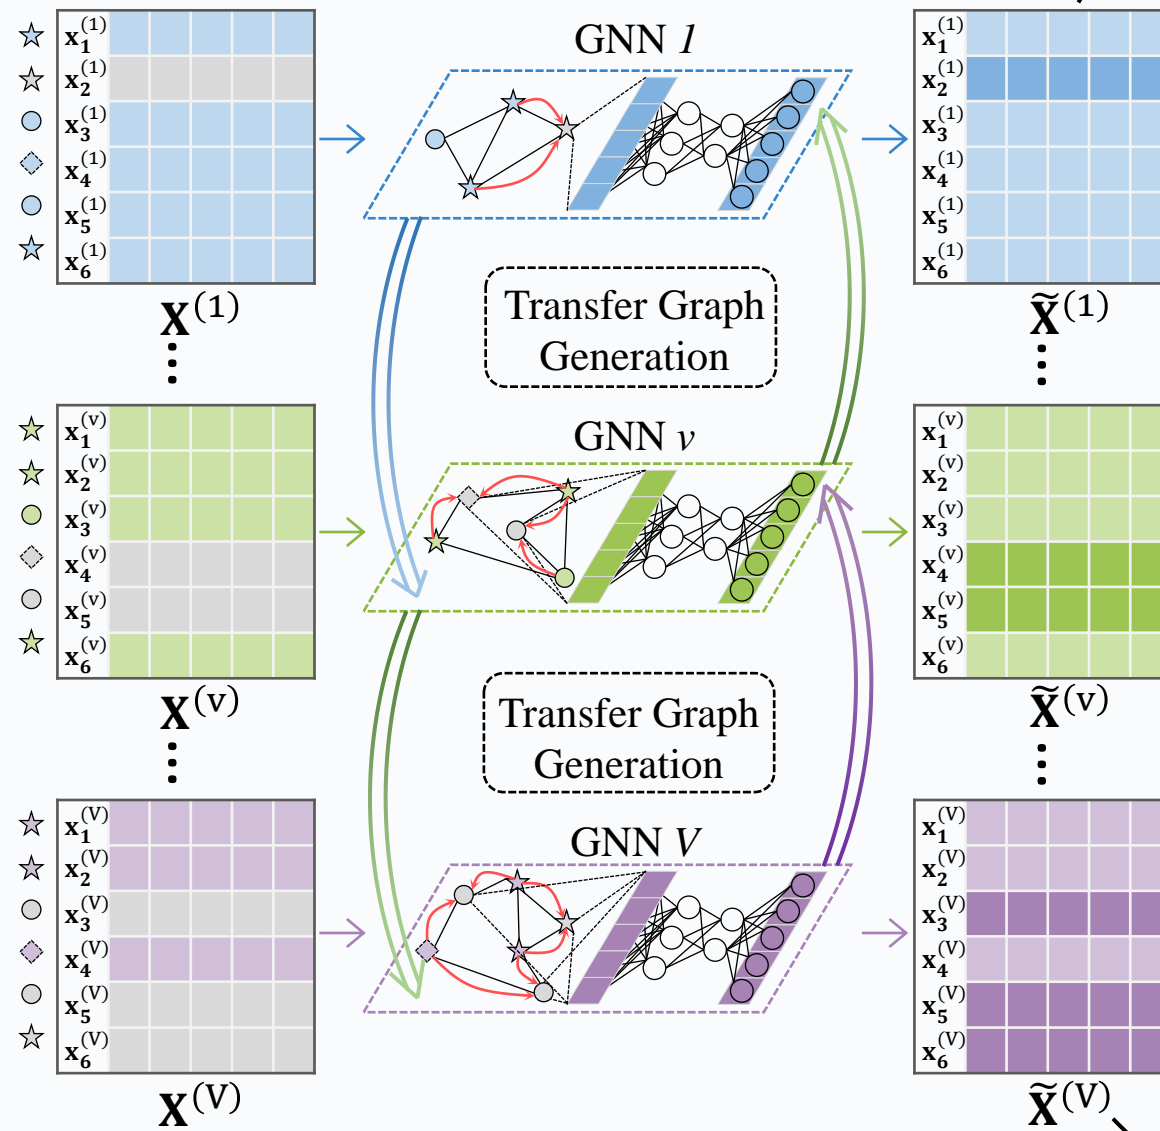 x₁⁽¹⁾
x₂⁽¹⁾
x₃⁽¹⁾
x₄⁽¹⁾
x₅⁽¹⁾
x₆⁽¹⁾
X⁽¹⁾
GNN 1
x₁⁽¹⁾
x₂⁽¹⁾
x₃⁽¹⁾
x₄⁽¹⁾
x₅⁽¹⁾
x₆⁽¹⁾
X̃⁽¹⁾
Transfer Graph
Generation
x₁⁽ᵛ⁾
x₂⁽ᵛ⁾
x₃⁽ᵛ⁾
x₄⁽ᵛ⁾
x₅⁽ᵛ⁾
x₆⁽ᵛ⁾
X⁽ᵛ⁾
GNN v
x₁⁽ᵛ⁾
x₂⁽ᵛ⁾
x₃⁽ᵛ⁾
x₄⁽ᵛ⁾
x₅⁽ᵛ⁾
x₆⁽ᵛ⁾
X̃⁽ᵛ⁾
Transfer Graph
Generation
x₁⁽ⱽ⁾
x₂⁽ⱽ⁾
x₃⁽ⱽ⁾
x₄⁽ⱽ⁾
x₅⁽ⱽ⁾
x₆⁽ⱽ⁾
X⁽ⱽ⁾
GNN V
x₁⁽ⱽ⁾
x₂⁽ⱽ⁾
x₃⁽ⱽ⁾
x₄⁽ⱽ⁾
x₅⁽ⱽ⁾
x₆⁽ⱽ⁾
X̃⁽ⱽ⁾